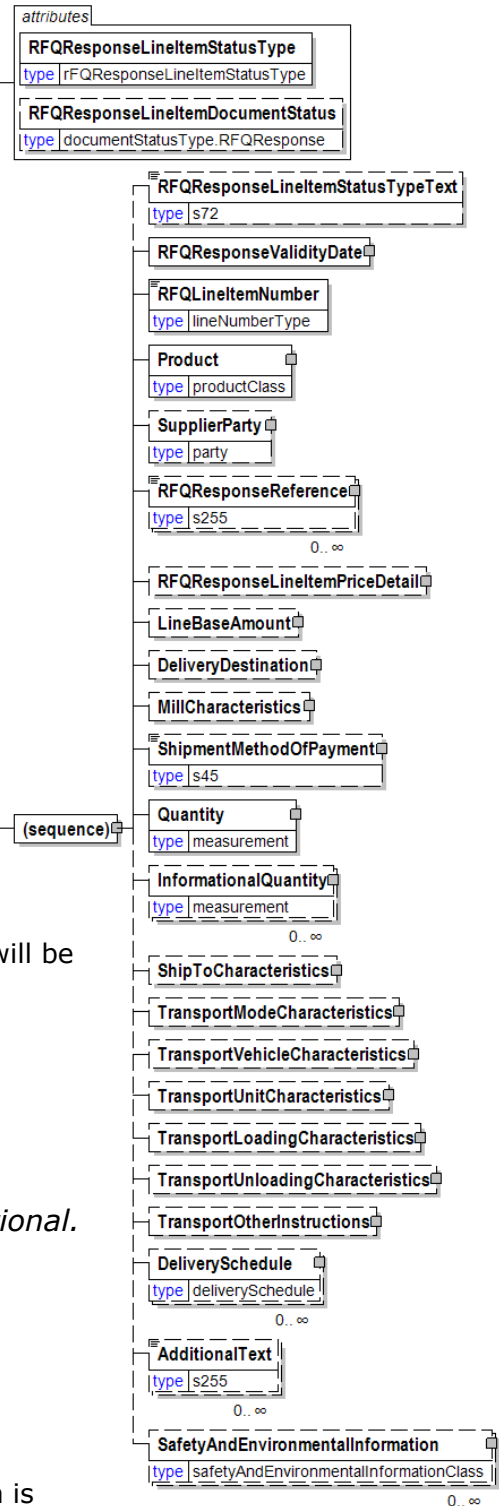 attributes
RFQResponseLineItemStatusType
type rFQResponseLineItemStatusType
RFQResponseLineItemDocumentStatus
type documentStatusType.RFQResponse
RFQResponseLineItemStatusTypeText
type s72
RFQResponseValidityDate
RFQLineItemNumber
type lineNumberType
Product
type productClass
SupplierParty
type party
RFQResponseReference
type s255
0.. ∞
RFQResponseLineItemPriceDetail
LineBaseAmount
DeliveryDestination
MillCharacteristics
ShipmentMethodOfPayment
type s45
(sequence)
Quantity
type measurement
InformationalQuantity
type measurement
0.. ∞
will be
ShipToCharacteristics
TransportModeCharacteristics
TransportVehicleCharacteristics
TransportUnitCharacteristics
TransportLoadingCharacteristics
TransportUnloadingCharacteristics
ional.
TransportOtherInstructions
DeliverySchedule
type deliverySchedule
0.. ∞
AdditionalText
type s255
0.. ∞
SafetyAndEnvironmentalInformation
type safetyAndEnvironmentalInformationClass
is
0.. ∞